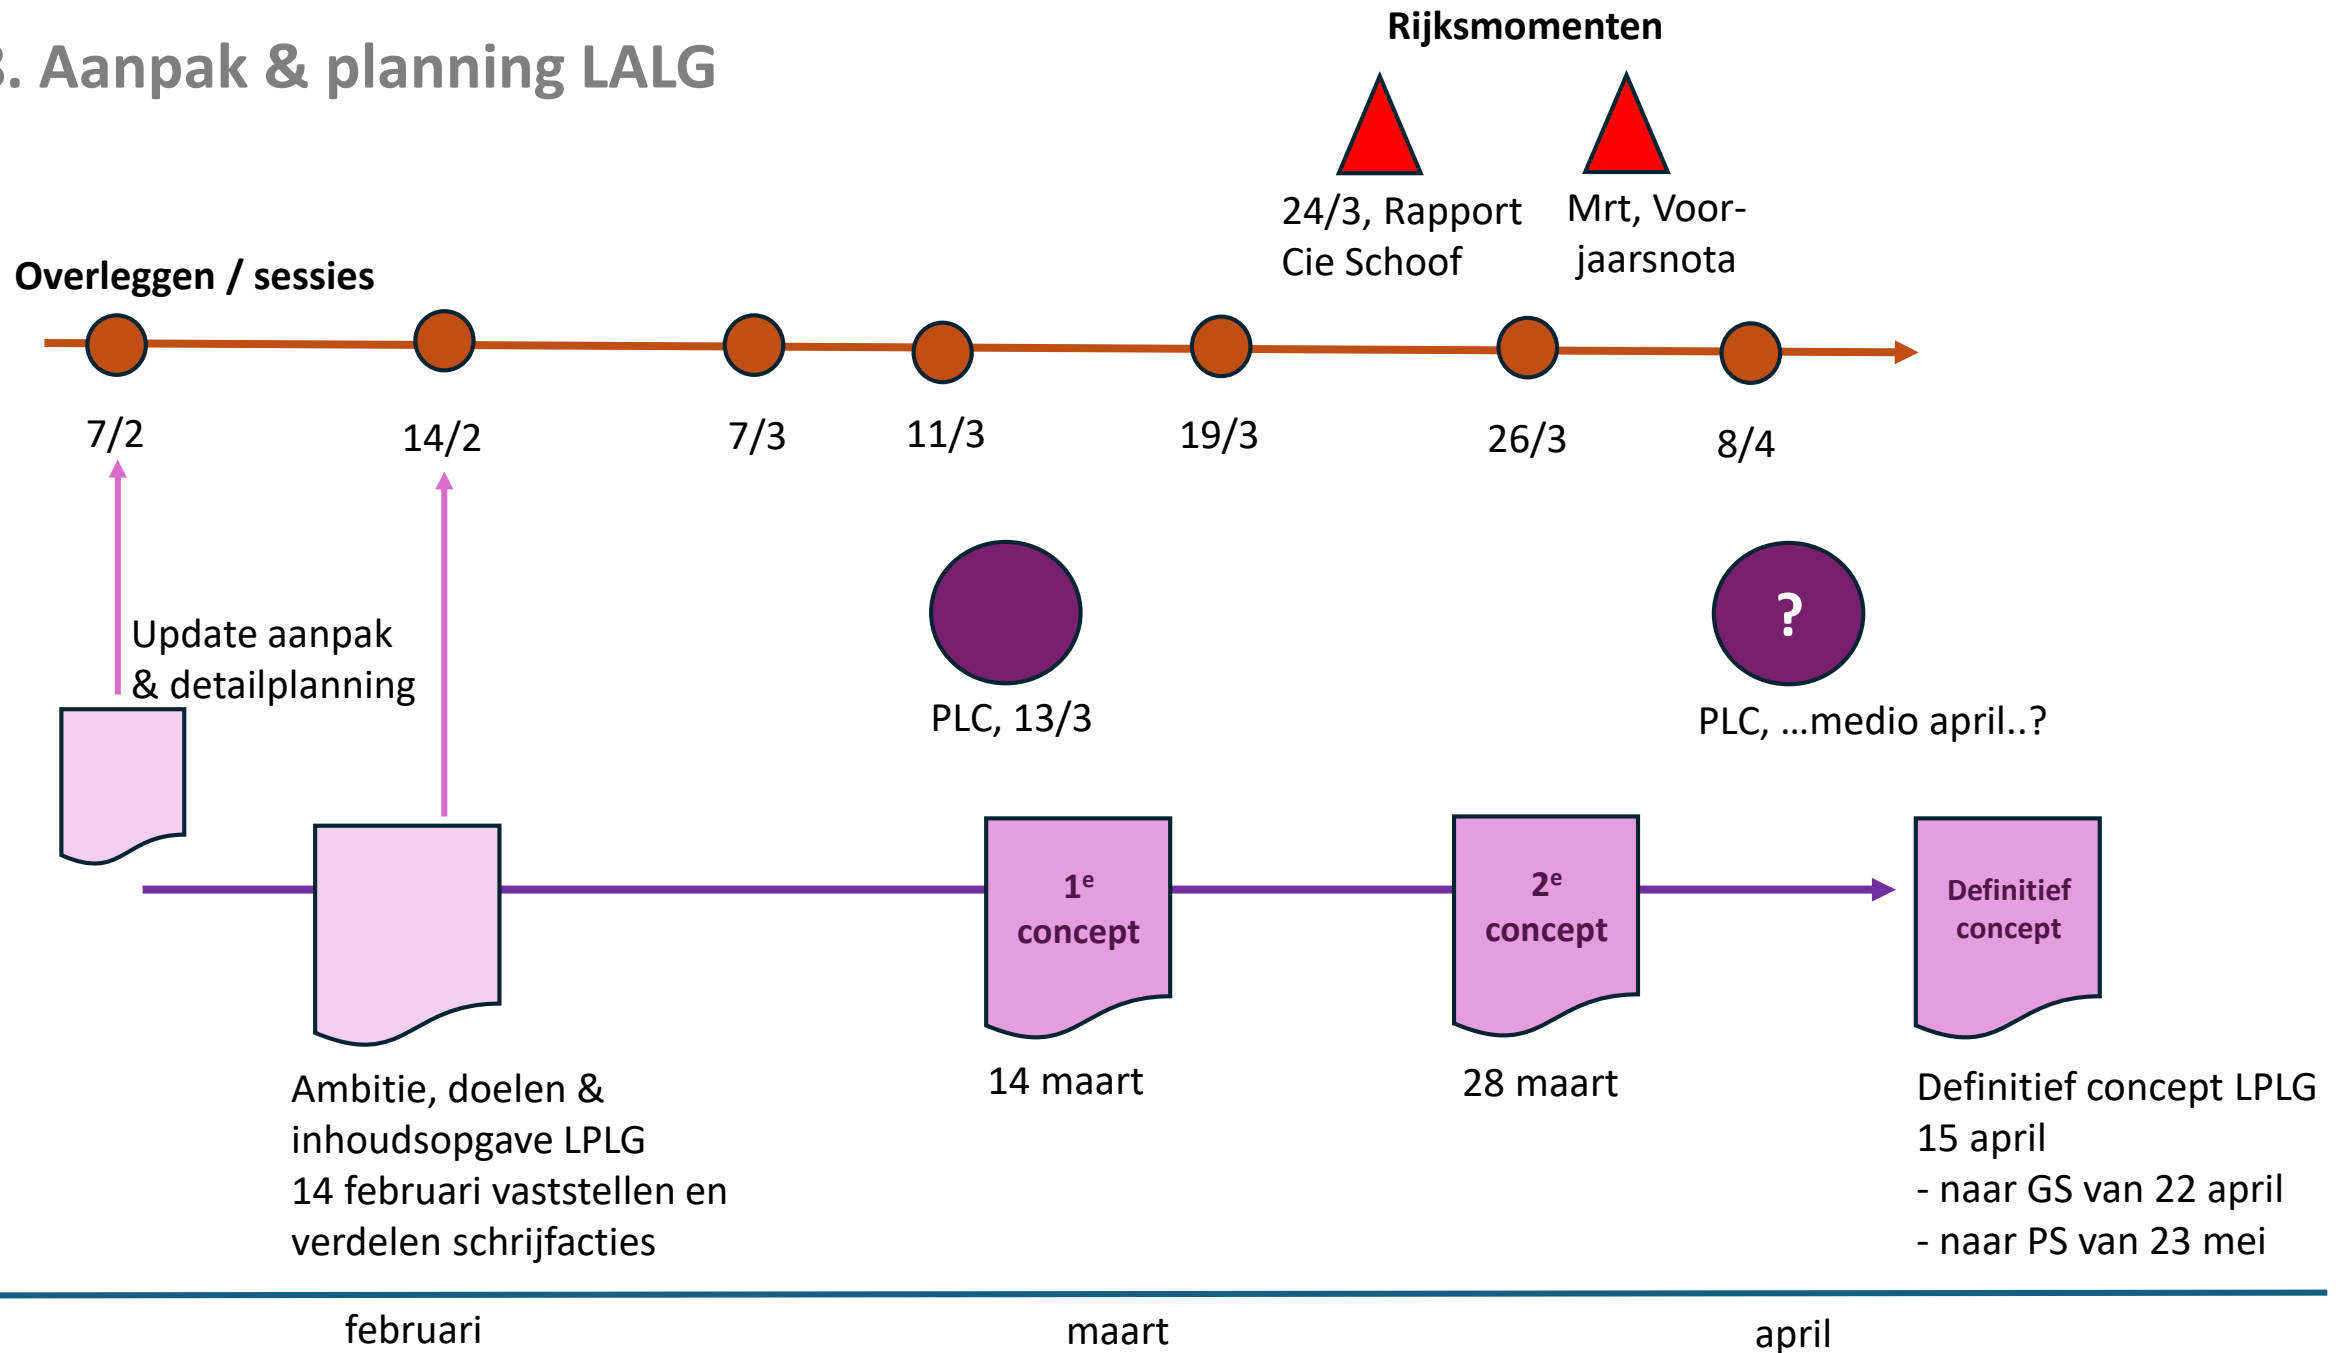 3. Aanpak & planning LALG
Rijksmomenten
24/3, Rapport
Cie Schoof
Mrt, Voor-
jaarsnota
Overleggen / sessies
7/2
14/2
7/3
11/3
19/3
26/3
8/4
Update aanpak
& detailplanning
PLC, 13/3
?
PLC, ...medio april..?
1e
concept
2e
concept
Definitief
concept
Ambitie, doelen &
inhoudsopgave LPLG
14 februari vaststellen en
verdelen schrijfacties
14 maart
28 maart
Definitief concept LPLG
15 april
- naar GS van 22 april
- naar PS van 23 mei
februari
maart
april